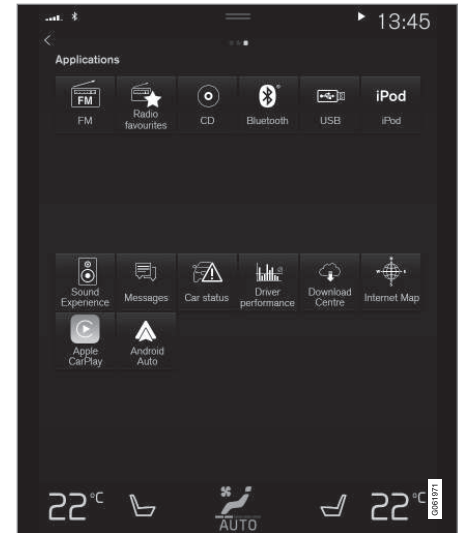 13:45
Applications
FM
iPod
FM
Radio
favourites
CD
Bluetooth
USB
iPod
Sound
Experience
Messages
Car status
Driver
performance
Download
Centre
Internet Map
Apple
CarPlay
Android
Auto
22°C
AUTO
22°C
G061971